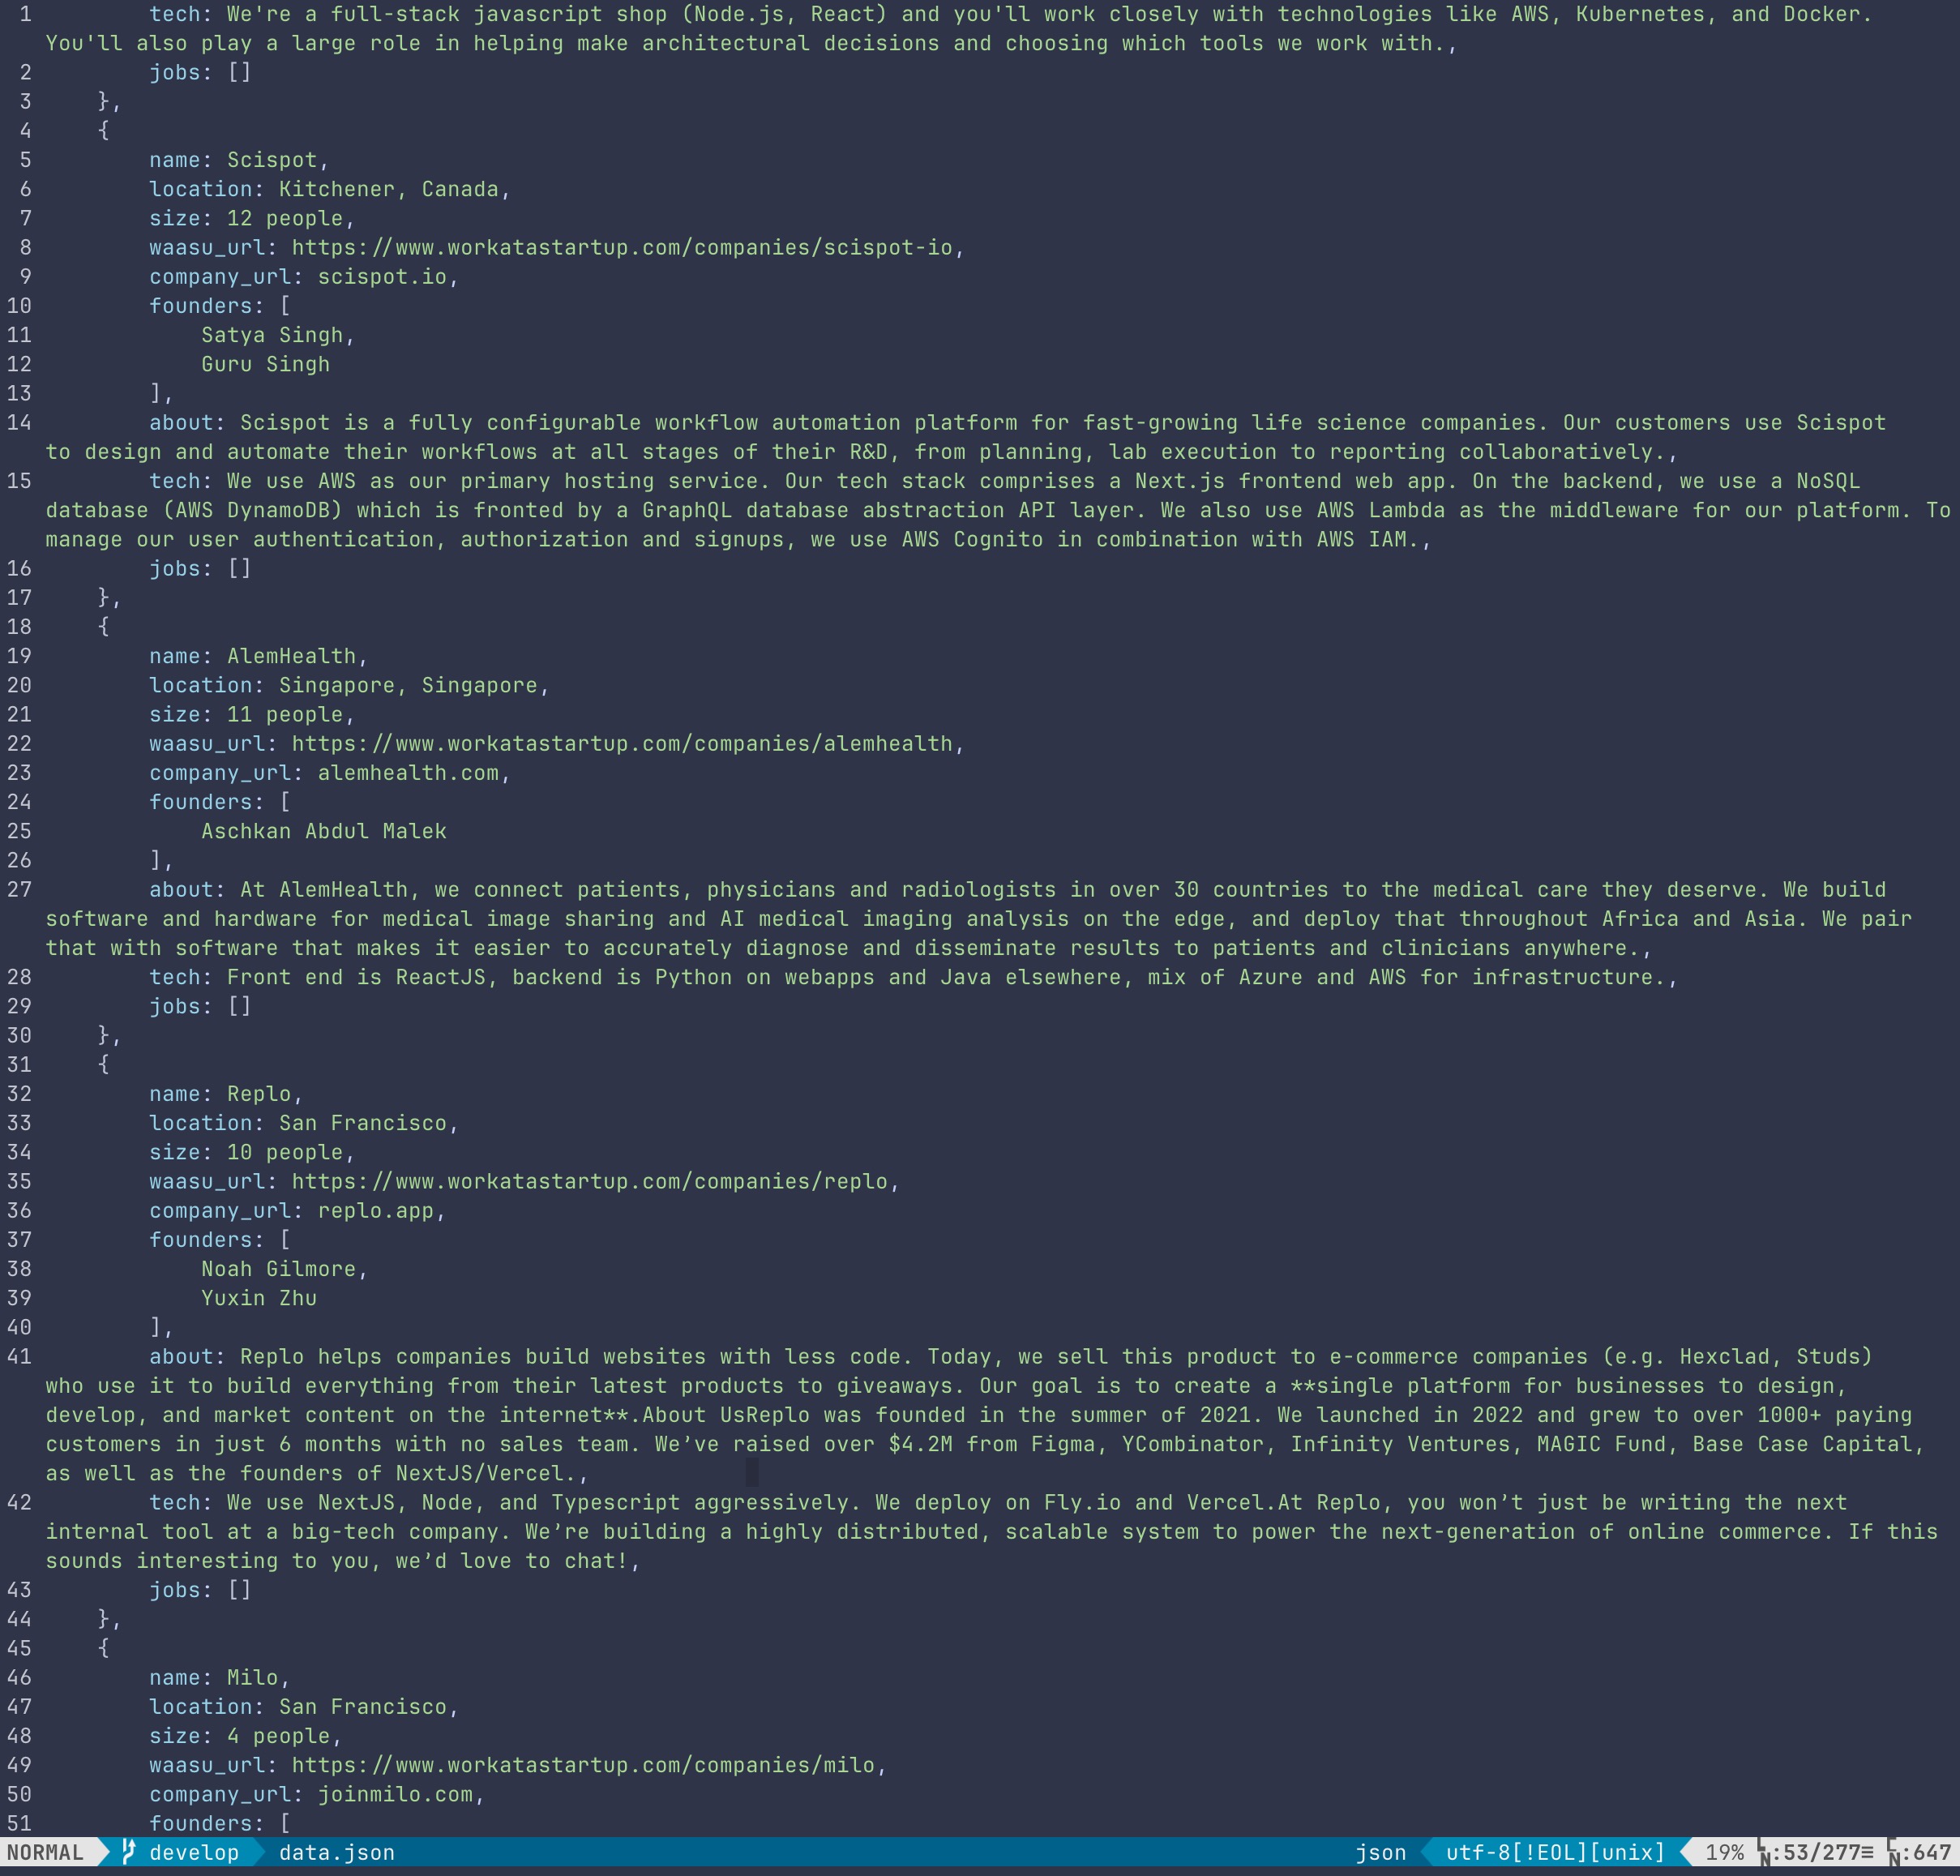 1 tech: We're a full-stack javascript shop (Node.js, React) and you'll work closely with technologies like AWS, Kubernetes, and Docker.
You'll also play a large role in helping make architectural decisions and choosing which tools we work with.,
2 jobs: []
3 },
4 {
5 name: Scispot,
6 location: Kitchener, Canada,
7 size: 12 people,
8 waasu_url: https://www.workatastartup.com/companies/scispot-io,
9 company_url: scispot.io,
10 founders: [
11 Satya Singh,
12 Guru Singh
13 ],
14 about: Scispot is a fully configurable workflow automation platform for fast-growing life science companies. Our customers use Scispot
to design and automate their workflows at all stages of their R&D, from planning, lab execution to reporting collaboratively.,
15 tech: We use AWS as our primary hosting service. Our tech stack comprises a Next.js frontend web app. On the backend, we use a NoSQL
database (AWS DynamoDB) which is fronted by a GraphQL database abstraction API layer. We also use AWS Lambda as the middleware for our platform. To
manage our user authentication, authorization and signups, we use AWS Cognito in combination with AWS IAM.,
16 jobs: []
17 },
18 {
19 name: AlemHealth,
20 location: Singapore, Singapore,
21 size: 11 people,
22 waasu_url: https://www.workatastartup.com/companies/alemhealth,
23 company_url: alemhealth.com,
24 founders: [
25 Aschkan Abdul Malek
26 ],
27 about: At AlemHealth, we connect patients, physicians and radiologists in over 30 countries to the medical care they deserve. We build
software and hardware for medical image sharing and AI medical imaging analysis on the edge, and deploy that throughout Africa and Asia. We pair
that with software that makes it easier to accurately diagnose and disseminate results to patients and clinicians anywhere.,
28 tech: Front end is ReactJS, backend is Python on webapps and Java elsewhere, mix of Azure and AWS for infrastructure.,
29 jobs: []
30 },
31 {
32 name: Replo,
33 location: San Francisco,
34 size: 10 people,
35 waasu_url: https://www.workatastartup.com/companies/replo,
36 company_url: replo.app,
37 founders: [
38 Noah Gilmore,
39 Yuxin Zhu
40 ],
41 about: Replo helps companies build websites with less code. Today, we sell this product to e-commerce companies (e.g. Hexclad, Studs)
who use it to build everything from their latest products to giveaways. Our goal is to create a **single platform for businesses to design,
develop, and market content on the internet**.About UsReplo was founded in the summer of 2021. We launched in 2022 and grew to over 1000+ paying
customers in just 6 months with no sales team. We’ve raised over $4.2M from Figma, YCombinator, Infinity Ventures, MAGIC Fund, Base Case Capital,
as well as the founders of NextJS/Vercel.,
42 tech: We use NextJS, Node, and Typescript aggressively. We deploy on Fly.io and Vercel.At Replo, you won’t just be writing the next
internal tool at a big-tech company. We’re building a highly distributed, scalable system to power the next-generation of online commerce. If this
sounds interesting to you, we’d love to chat!,
43 jobs: []
44 },
45 {
46 name: Milo,
47 location: San Francisco,
48 size: 4 people,
49 waasu_url: https://www.workatastartup.com/companies/milo,
50 company_url: joinmilo.com,
51 founders: [
NORMAL develop data.json json utf-8[!EOL][unix] 19% LN:53/277≡ CN:647